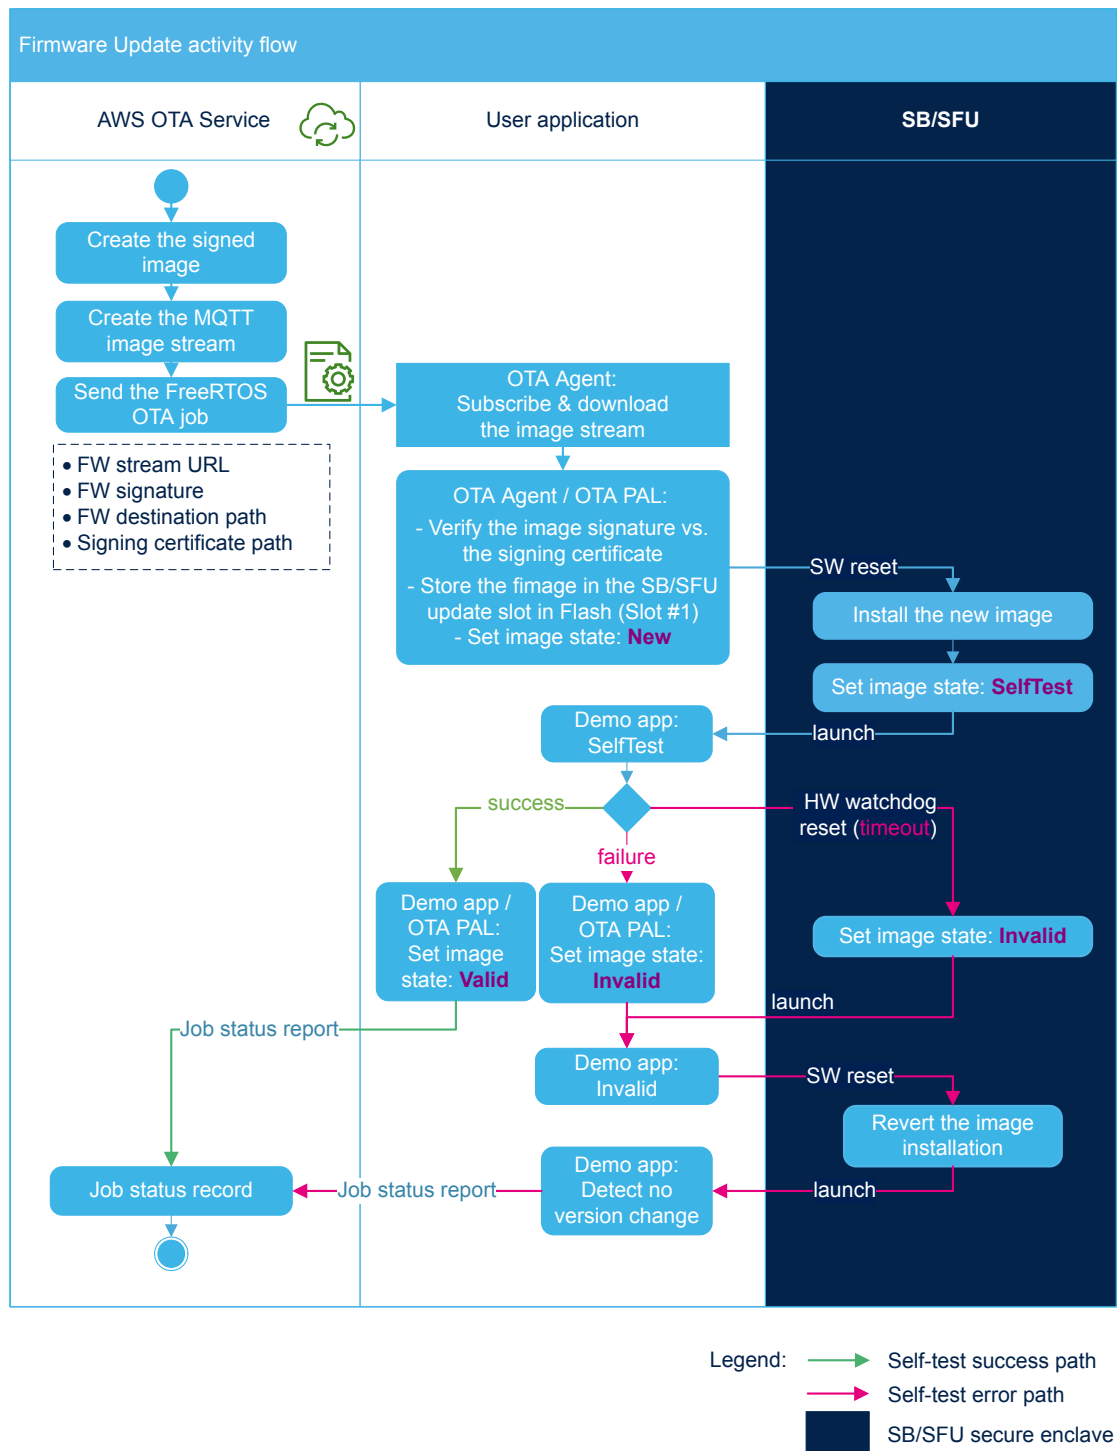 Firmware Update activity flow
AWS OTA Service
User application
SB/SFU
Create the signed
image
Create the MQTT
image stream
Send the FreeRTOS
OTA job
• FW stream URL
• FW signature
• FW destination path
• Signing certificate path
OTA Agent:
Subscribe & download
the image stream
OTA Agent / OTA PAL:
- Verify the image signature vs.
the signing certificate
- Store the fimage in the SB/SFU
update slot in Flash (Slot #1)
- Set image state: New
SW reset
Install the new image
Set image state: SelfTest
launch
Demo app:
SelfTest
success
failure
HW watchdog
reset (timeout)
Demo app /
OTA PAL:
Set image
state: Valid
Demo app /
OTA PAL:
Set image state:
Invalid
Set image state: Invalid
launch
Job status report
Demo app:
Invalid
SW reset
Revert the image
installation
launch
Demo app:
Detect no
version change
Job status report
Job status record
Legend:
Self-test success path
Self-test error path
SB/SFU secure enclave